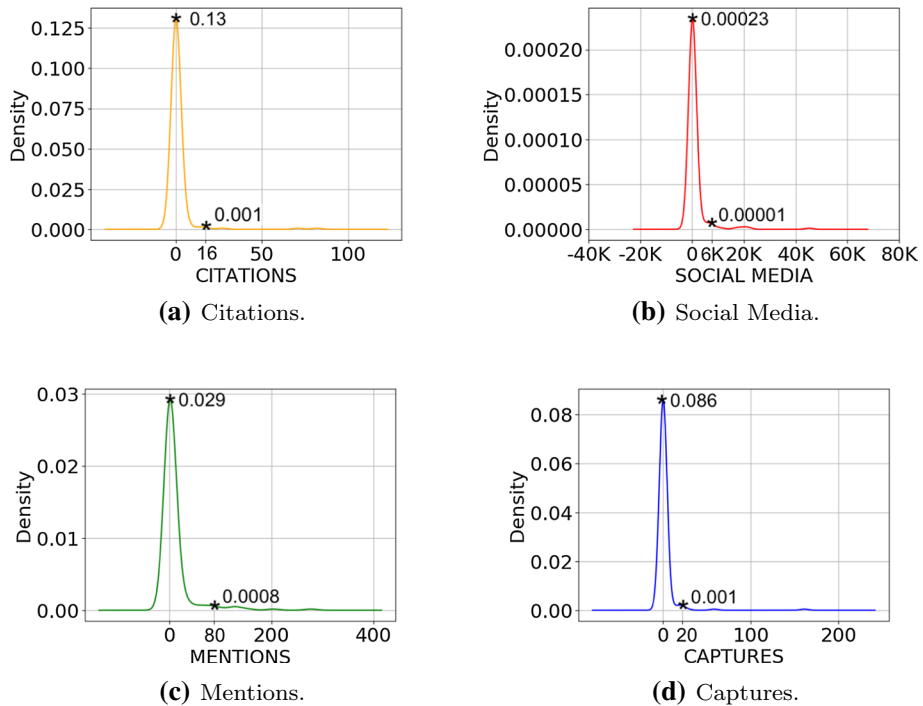 0.13
0.125
0.100
0.075
0.050
0.025
0.000
Density
0.001
0 16 50 100
CITATIONS
(a) Citations.
0.00023
0.00020
0.00015
0.00010
0.00005
0.00000
Density
0.00001
-40K -20K 0 6K 20K 40K 60K 80K
SOCIAL MEDIA
(b) Social Media.
0.03
0.029
0.02
0.01
0.00
Density
0.0008
0 80 200 400
MENTIONS
(c) Mentions.
0.086
0.08
0.06
0.04
0.02
0.00
Density
0.001
0 20 100 200
CAPTURES
(d) Captures.